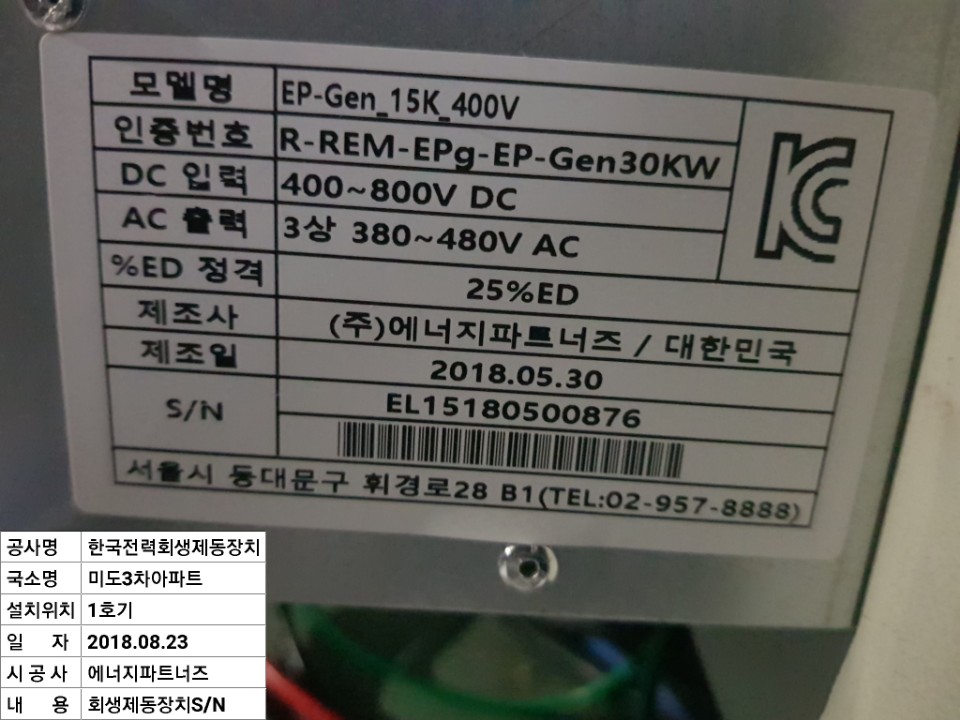 모델명 EP-Gen_15K_400V
인증번호 R-REM-EPg-EP-Gen30KW
DC 입력 400~800V DC
AC 출력 3상 380~480V AC
%ED 정격 25%ED
제조사 (주)에너지파트너즈 / 대한민국
제조일 2018.05.30
S/N EL15180500876
서울시 동대문구 휘경로28 B1(TEL:02-957-8888)
공사명 한국전력회생제동장치
국소명 미도3차아파트
설치위치 1호기
일 자 2018.08.23
시공사 에너지파트너즈
내 용 회생제동장치S/N